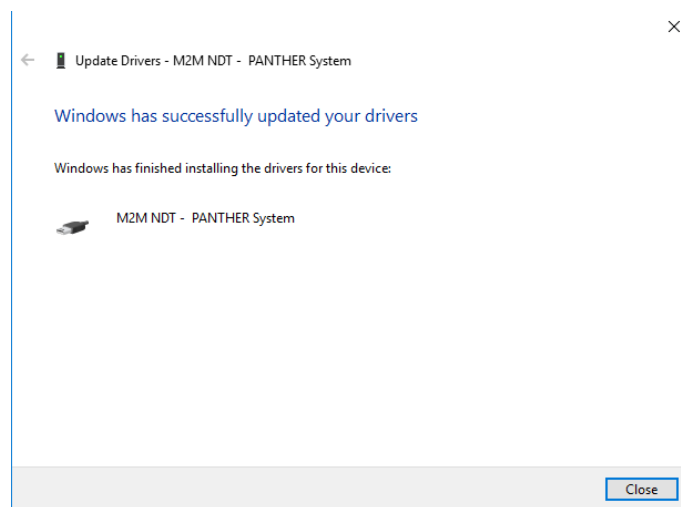 Update Drivers - M2M NDT -  PANTHER System
Windows has successfully updated your drivers
Windows has finished installing the drivers for this device:
M2M NDT -  PANTHER System
Close